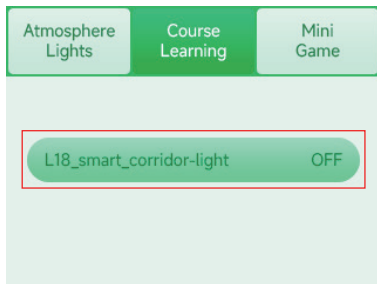 Atmosphere
Lights
Course
Learning
Mini
Game
L18_smart_corridor-light OFF